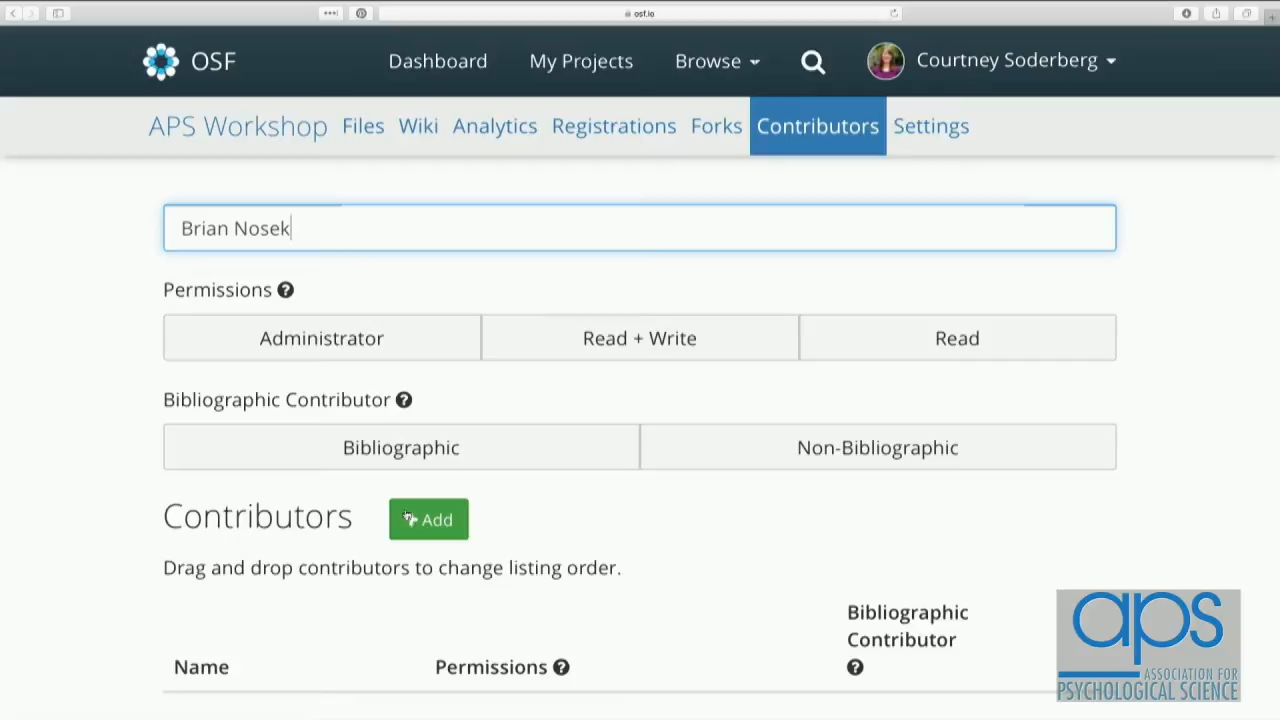 osf.io
OSF
Dashboard
My Projects
Browse
Courtney Soderberg
APS Workshop
Files
Wiki
Analytics
Registrations
Forks
Contributors
Settings
Brian Nosek
Permissions
Administrator
Read + Write
Read
Bibliographic Contributor
Bibliographic
Non-Bibliographic
Contributors
Add
Drag and drop contributors to change listing order.
Name
Permissions
Bibliographic
Contributor
aps
ASSOCIATION FOR
PSYCHOLOGICAL SCIENCE